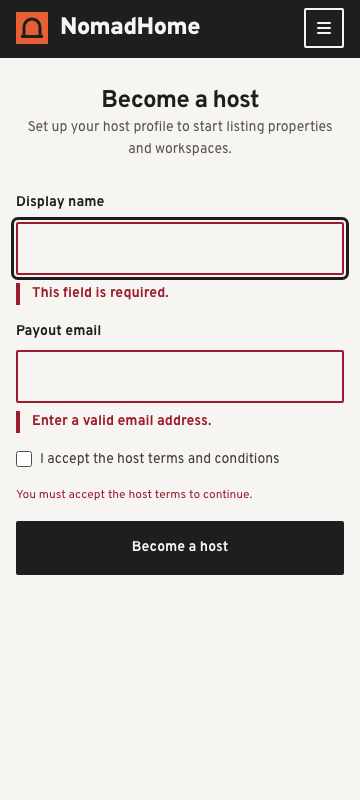 NomadHome
Become a host
Set up your host profile to start listing properties
and workspaces.
Display name
This field is required.
Payout email
Enter a valid email address.
I accept the host terms and conditions
You must accept the host terms to continue.
Become a host